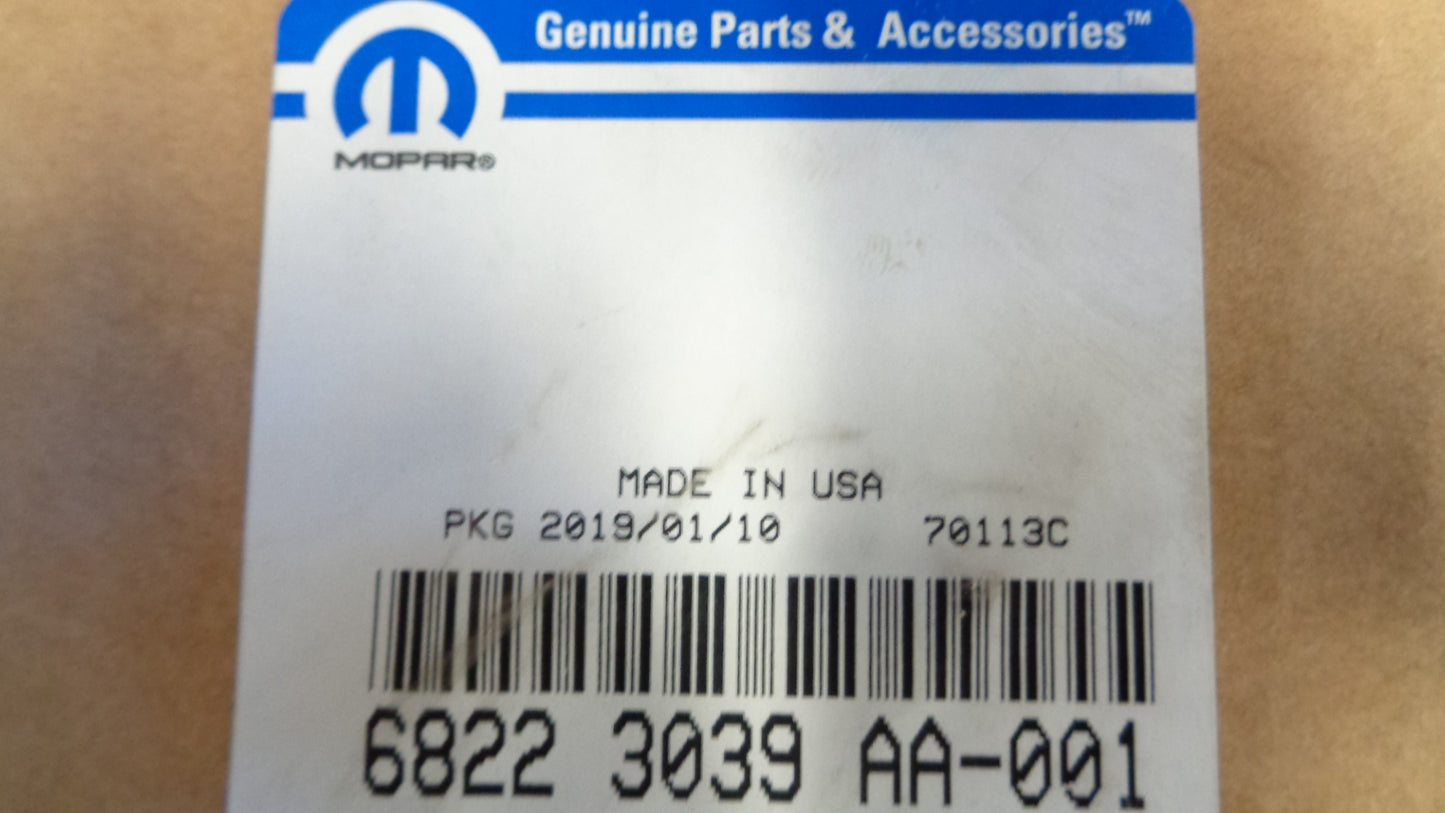 Genuine Parts & Accessories™
MOPAR®
MADE IN USA
PKG 2019/01/10 70113C
6822 3039 AA-001